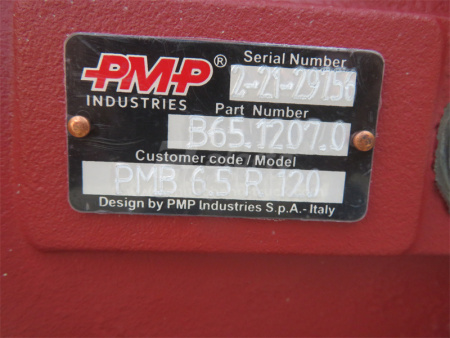 PMP®
INDUSTRIES
Serial Number
2-21-29158
Part Number
B65.1207.0
Customer code / Model
PMB 6.5 R 120
Design by PMP Industries S.p.A.- Italy